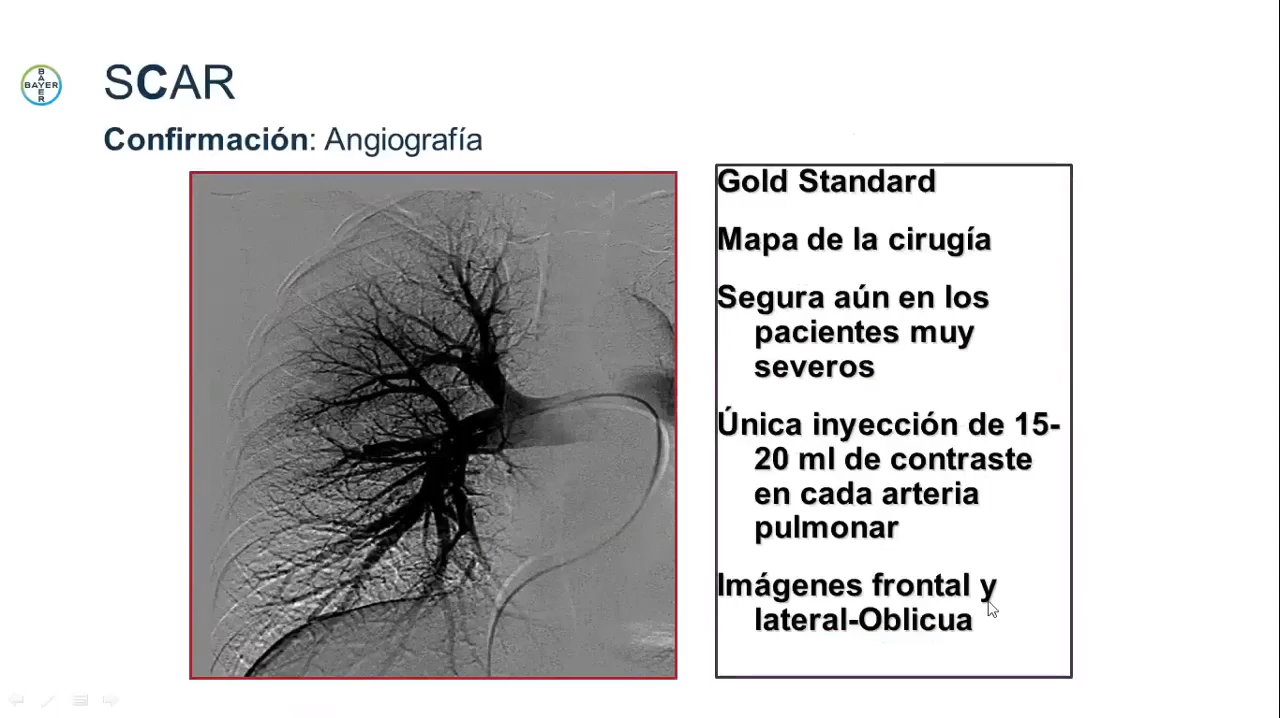 BAYER
SCAR
Confirmación: Angiografía
Gold Standard
Mapa de la cirugía
Segura aún en los
pacientes muy
severos
Única inyección de 15-
20 ml de contraste
en cada arteria
pulmonar
Imágenes frontal y
lateral-Oblicua